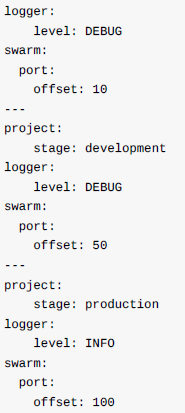 logger:
    level: DEBUG
swarm:
  port:
    offset: 10
---
project:
    stage: development
logger:
    level: DEBUG
swarm:
  port:
    offset: 50
---
project:
    stage: production
logger:
    level: INFO
swarm:
  port:
    offset: 100